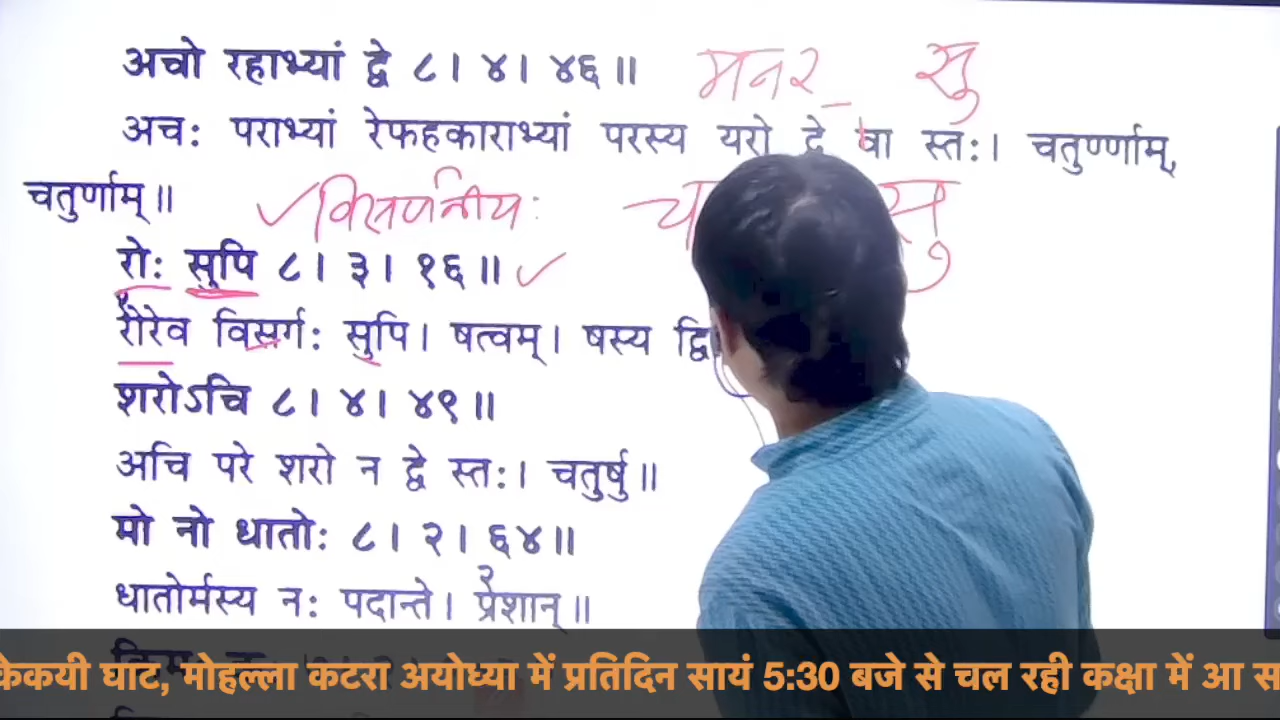 अचो रहाभ्यां द्वे ८। ४। ४६॥ मनर सु
अचः पराभ्यां रेफहकाराभ्यां परस्य यरो द्वे वा स्तः। चतुर्ण्णाम्,
चतुर्णाम्॥ विसर्जनीयः च सु
रोः सुपि ८। ३। १६॥
रोरेव विसर्गः सुपि। षत्वम्। षस्य द्वि
शरोऽचि ८। ४। ४९॥
अचि परे शरो न द्वे स्तः। चतुर्षु॥
मो नो धातोः ८। २। ६४॥
धातोर्मस्य नः पदान्ते। प्रशान्॥
केकयी घाट, मोहल्ला कटरा अयोध्या में प्रतिदिन सायं 5:30 बजे से चल रही कक्षा में आ स